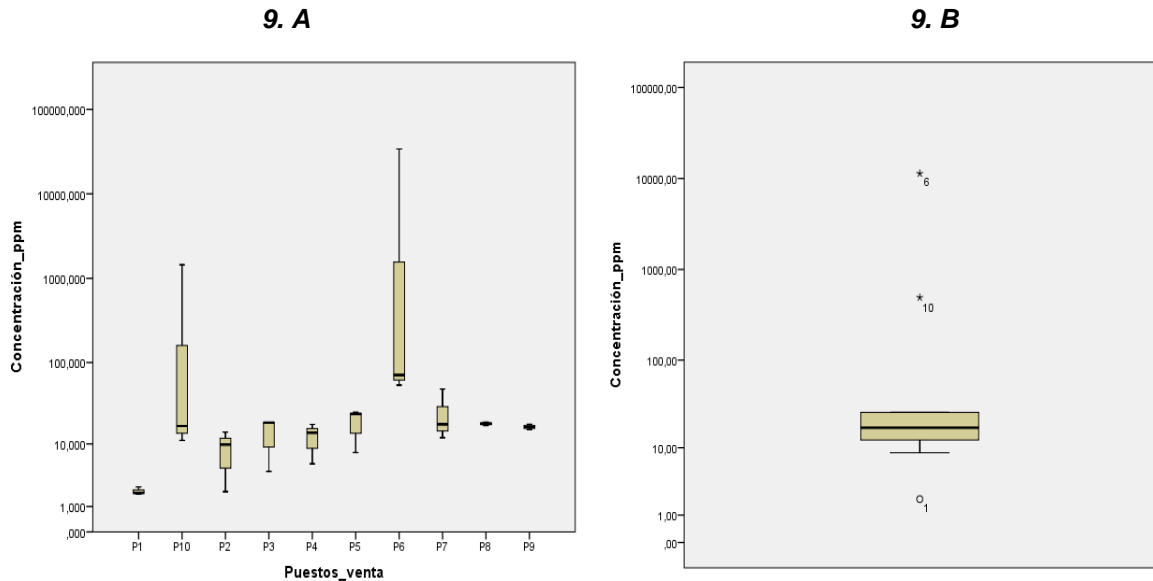 9. A
100000,000
10000,000
1000,000
100,000
10,000
1,000
,000
Concentración_ppm
P1 P10 P2 P3 P4 P5 P6 P7 P8 P9
Puestos_venta
9. B
100000,00
10000,00
1000,00
100,00
10,00
1,00
,00
Concentración_ppm
6
10
1